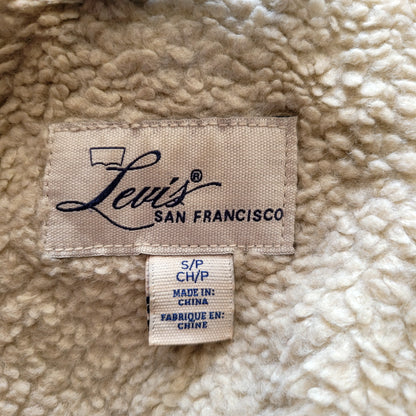 Levi's®
SAN FRANCISCO
S/P
CH/P
MADE IN:
CHINA
FABRIQUE EN:
CHINE